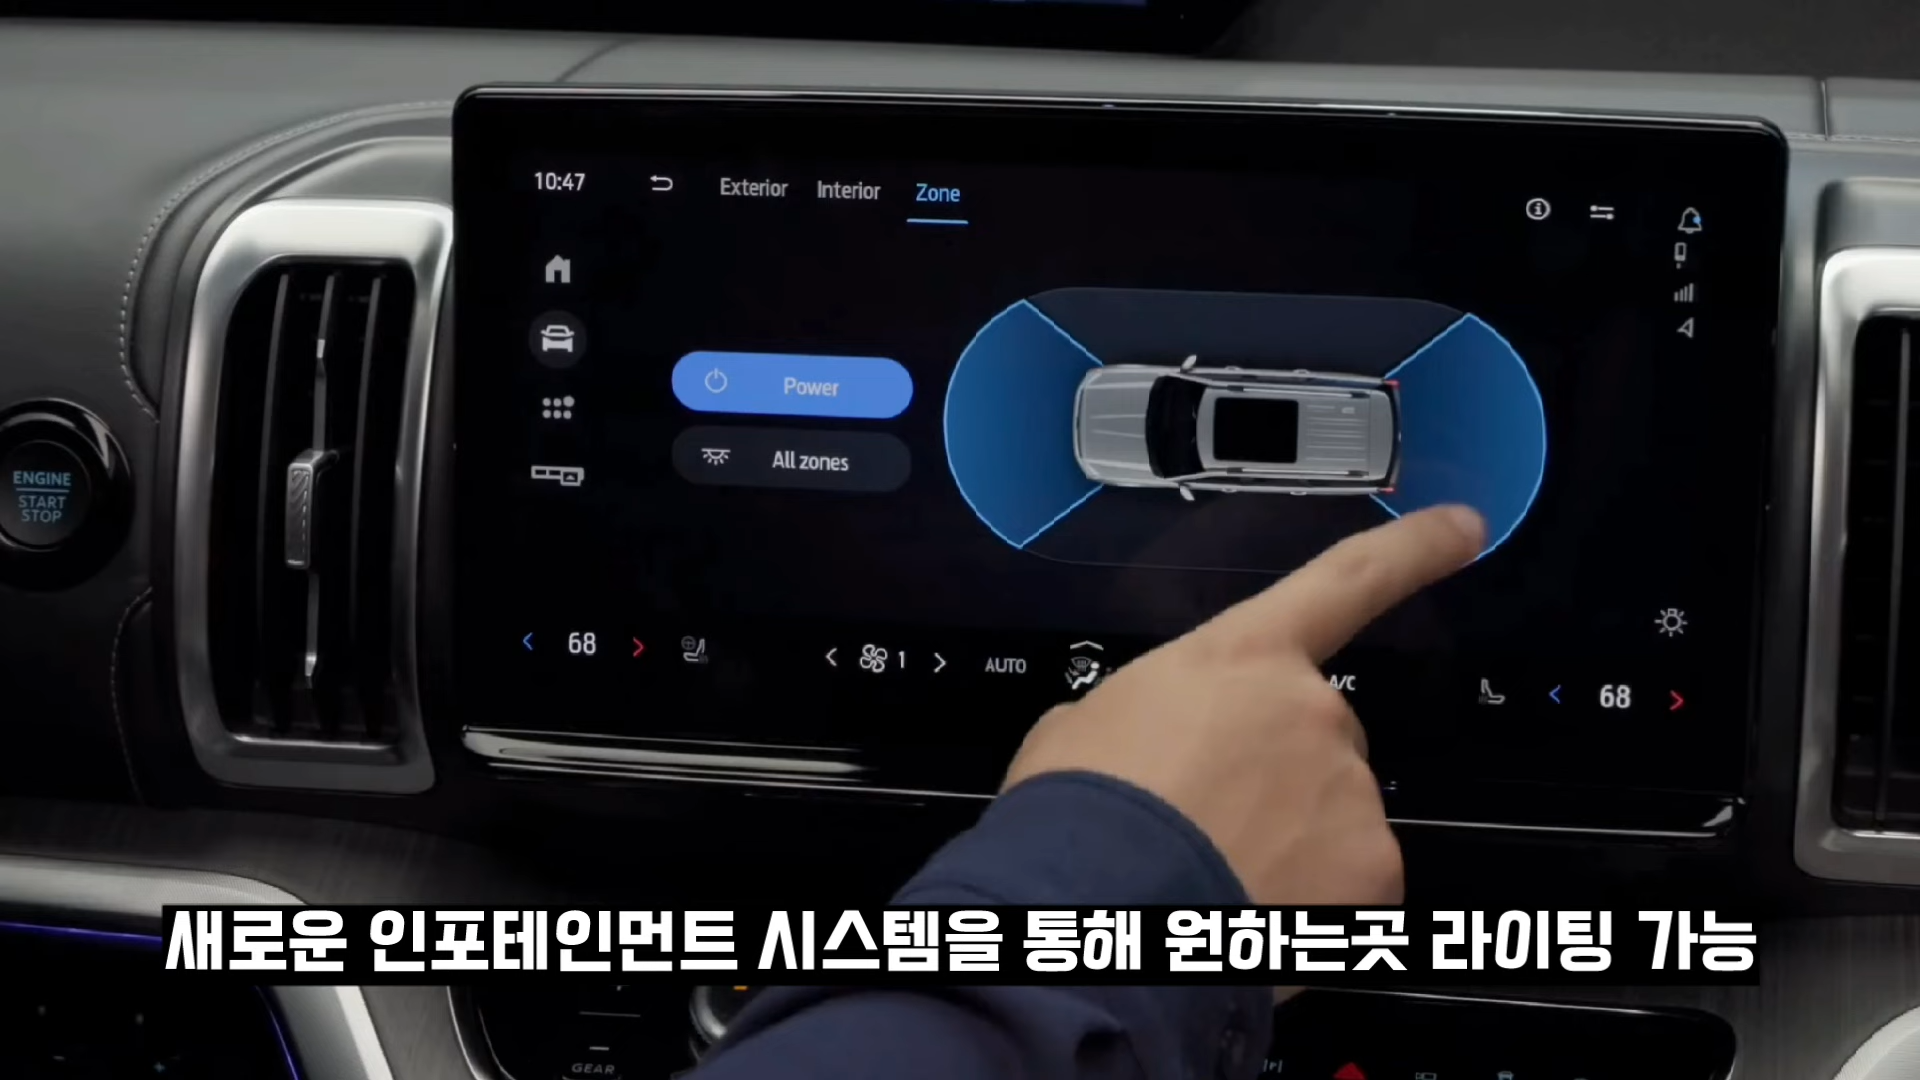 10:47
Exterior Interior Zone
Power
All zones
ENGINE
START
STOP
68
1
AUTO
A/C
68
새로운 인포테인먼트 시스템을 통해 원하는곳 라이팅 가능
GEAR